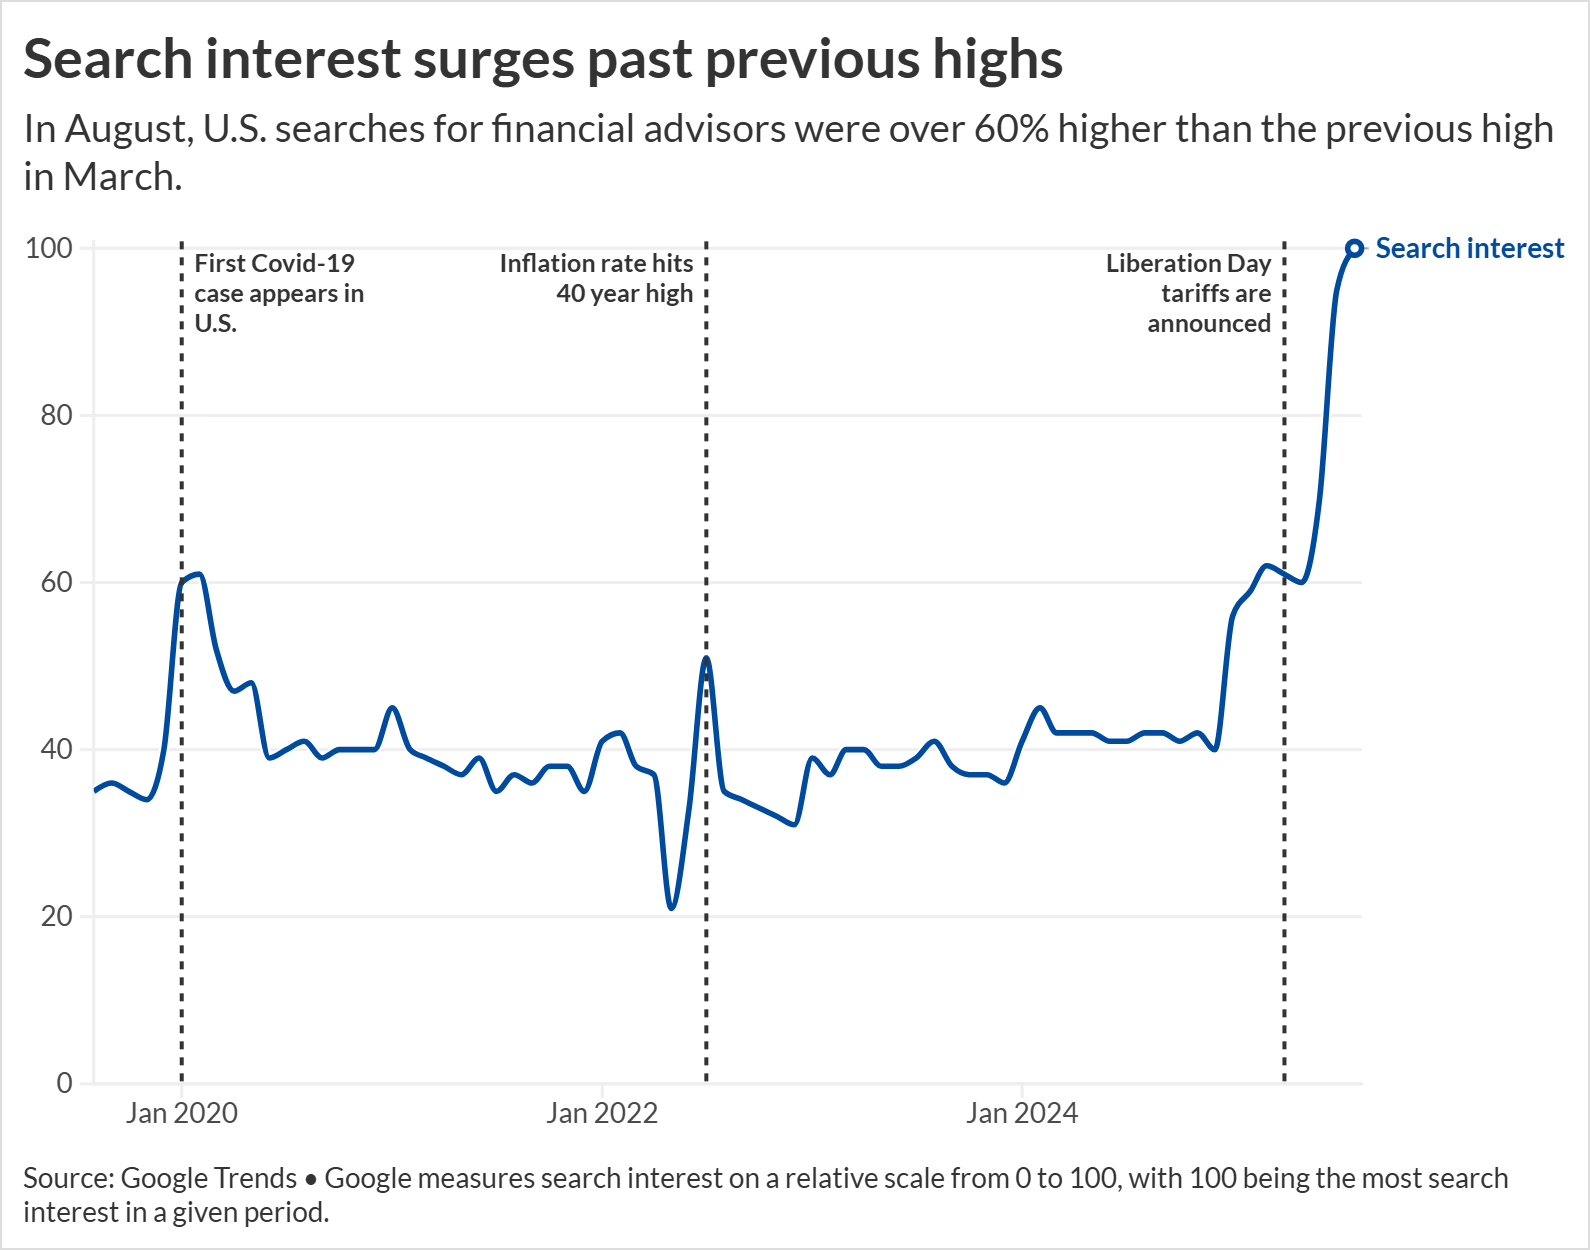 Search interest surges past previous highs
In August, U.S. searches for financial advisors were over 60% higher than the previous high
in March.
100
Search interest
First Covid-19
case appears in
U.S.
Inflation rate hits
40 year high
Liberation Day
tariffs are
announced
80
60
40
20
0
Jan 2020
Jan 2022
Jan 2024
Source: Google Trends • Google measures search interest on a relative scale from 0 to 100, with 100 being the most search
interest in a given period.